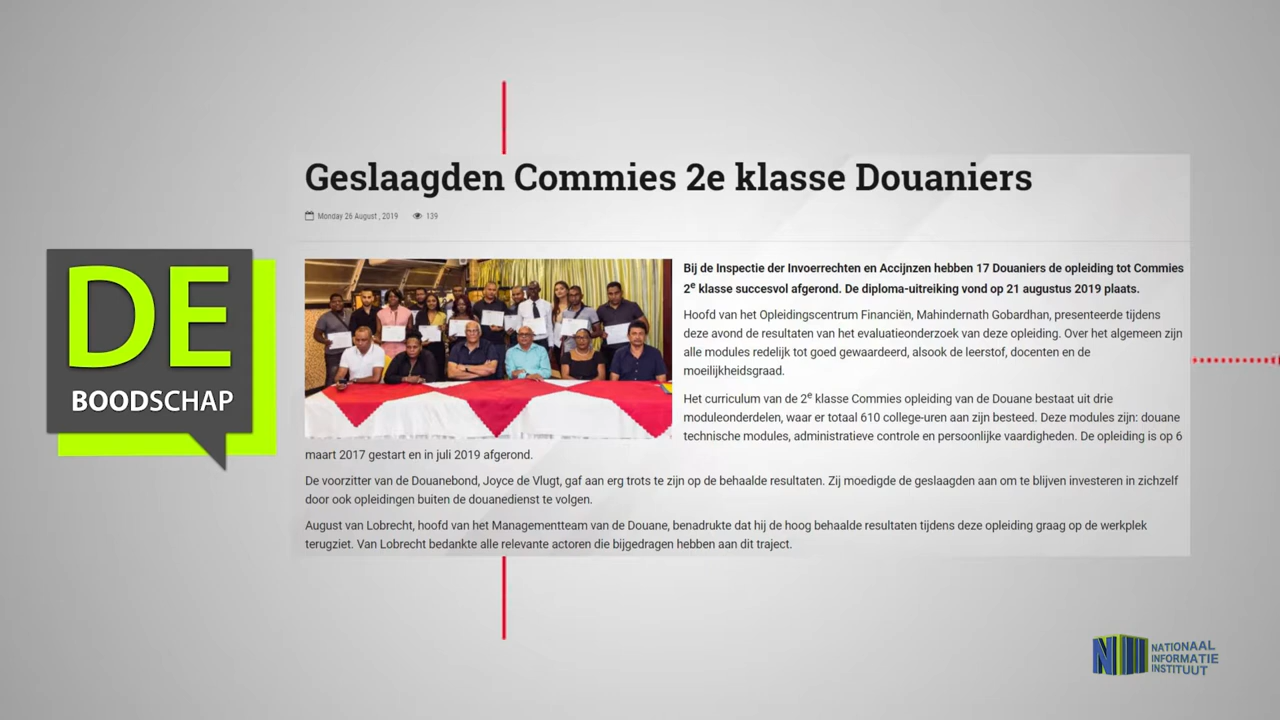 Geslaagden Commies 2e klasse Douaniers
Monday 26 August , 2019 139
DE
BOODSCHAP
Bij de Inspectie der Invoerrechten en Accijnzen hebben 17 Douaniers de opleiding tot Commies
2e klasse succesvol afgerond. De diploma-uitreiking vond op 21 augustus 2019 plaats.
Hoofd van het Opleidingscentrum Financiën, Mahindernath Gobardhan, presenteerde tijdens
deze avond de resultaten van het evaluatieonderzoek van deze opleiding. Over het algemeen zijn
alle modules redelijk tot goed gewaardeerd, alsook de leerstof, docenten en de
moeilijkheidsgraad.
Het curriculum van de 2e klasse Commies opleiding van de Douane bestaat uit drie
moduleonderdelen, waar er totaal 610 college-uren aan zijn besteed. Deze modules zijn: douane
technische modules, administratieve controle en persoonlijke vaardigheden. De opleiding is op 6
maart 2017 gestart en in juli 2019 afgerond.
De voorzitter van de Douanebond, Joyce de Vlugt, gaf aan erg trots te zijn op de behaalde resultaten. Zij moedigde de geslaagden aan om te blijven investeren in zichzelf
door ook opleidingen buiten de douanedienst te volgen.
August van Lobrecht, hoofd van het Managementteam van de Douane, benadrukte dat hij de hoog behaalde resultaten tijdens deze opleiding graag op de werkplek
terugziet. Van Lobrecht bedankte alle relevante actoren die bijgedragen hebben aan dit traject.
NATIONAAL
INFORMATIE
INSTITUUT